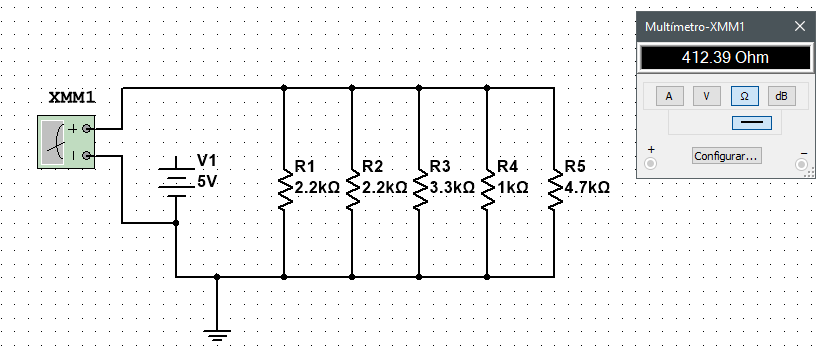 Multímetro-XMM1
412.39 Ohm
A V Ω dB
+ −
Configurar...
XMM1
+
−
V1
5V
R1
2.2kΩ
R2
2.2kΩ
R3
3.3kΩ
R4
1kΩ
R5
4.7kΩ